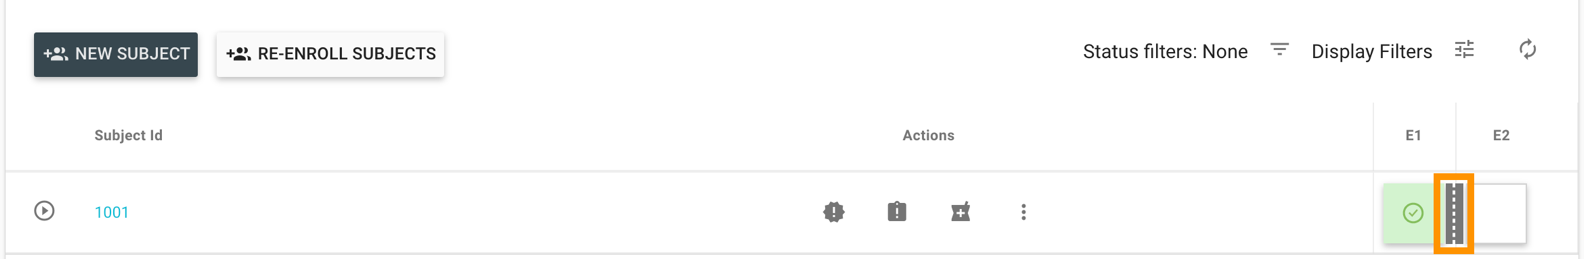 NEW SUBJECT RE-ENROLL SUBJECTS Status filters: None Display Filters
Subject Id Actions E1 E2
1001